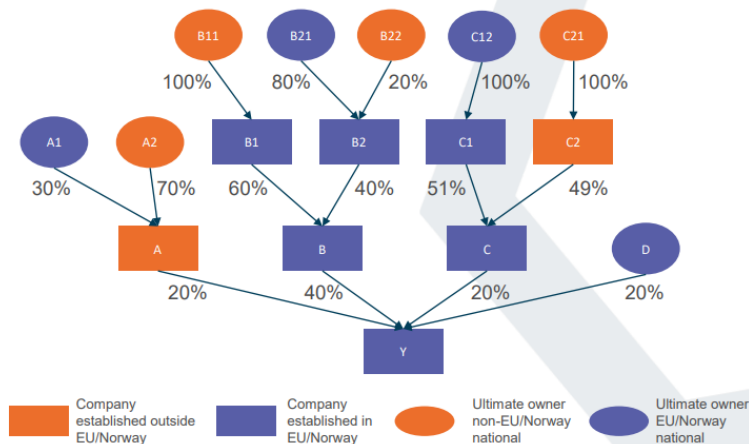 B11 B21 B22 C12 C21
100% 80% 20% 100% 100%
A1 A2 B1 B2 C1 C2
30% 70% 60% 40% 51% 49%
A B C D
20% 40% 20% 20%
Y
Company
established outside
EU/Norway
Company
established in
EU/Norway
Ultimate owner
non-EU/Norway
national
Ultimate owner
EU/Norway
national